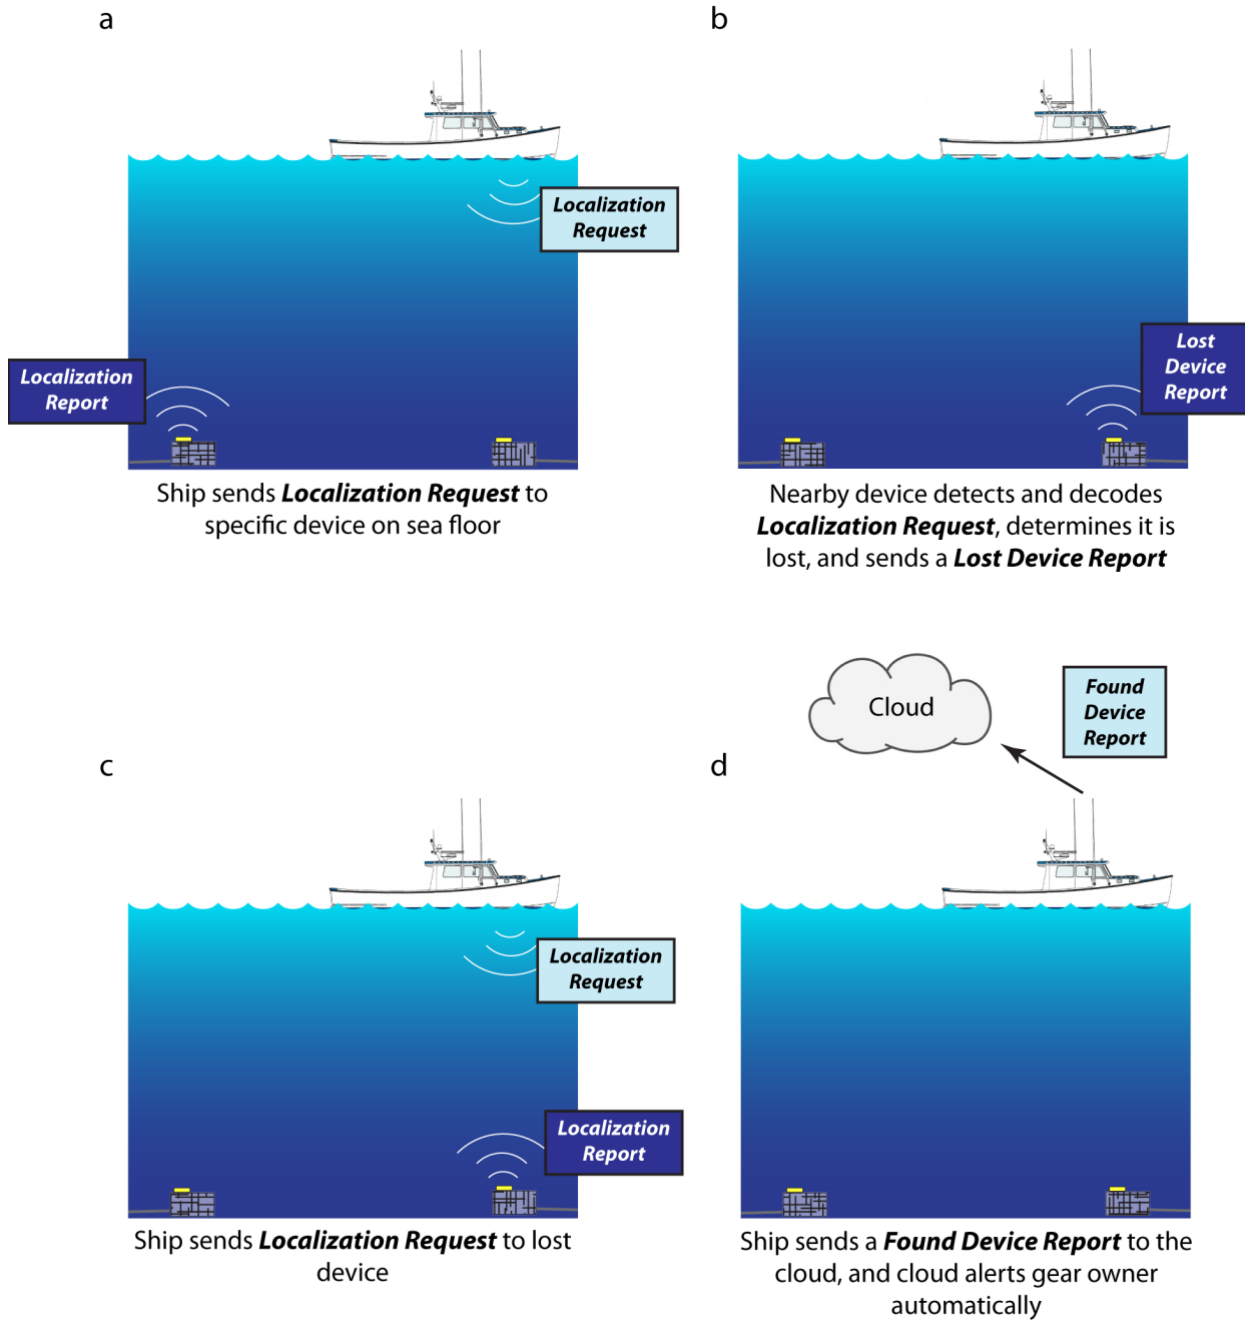 a
Localization
Request
Localization
Report
Ship sends Localization Request to
specific device on sea floor
b
Lost
Device
Report
Nearby device detects and decodes
Localization Request, determines it is
lost, and sends a Lost Device Report
c
Localization
Request
Localization
Report
Ship sends Localization Request to lost
device
Cloud
Found
Device
Report
d
Ship sends a Found Device Report to the
cloud, and cloud alerts gear owner
automatically